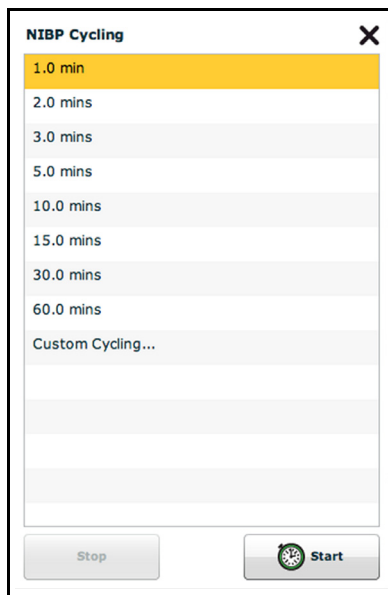 NIBP Cycling
1.0 min
2.0 mins
3.0 mins
5.0 mins
10.0 mins
15.0 mins
30.0 mins
60.0 mins
Custom Cycling...
Stop
Start